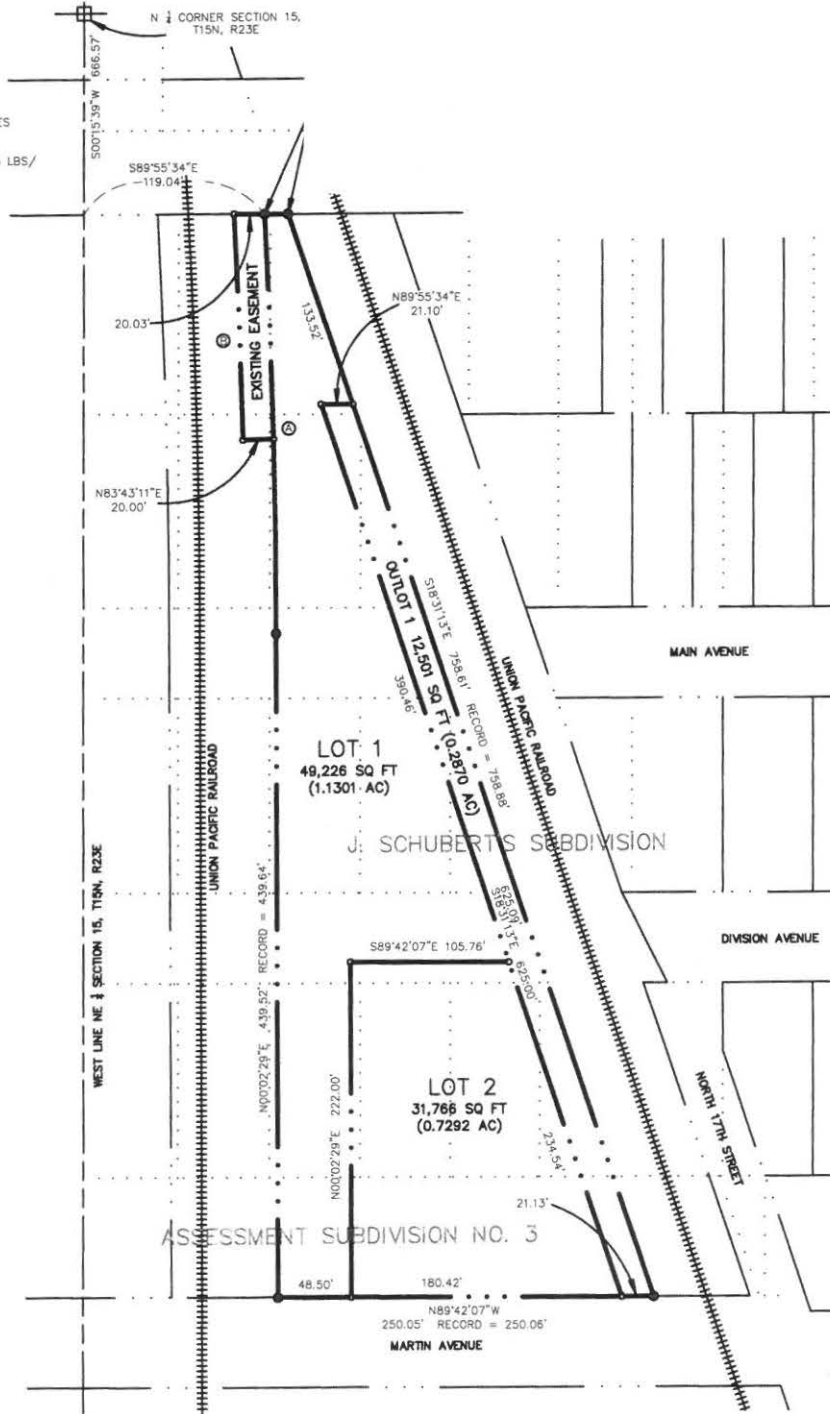 N ¼ CORNER SECTION 15,
T15N, R23E
S00°15'39"W 666.57'
ES
LBS/
S89°55'34"E
119.04'
20.03'
EXISTING EASEMENT
133.52'
N89°55'34"E
21.10'
Ⓐ
N83°43'11"E
20.00'
OUTLOT 1 12,501 SQ FT (0.2870 AC)
S18°31'13"E 758.61' RECORD = 758.88'
390.46'
UNION PACIFIC RAILROAD
MAIN AVENUE
LOT 1
49,226 SQ FT
(1.1301 AC)
UNION PACIFIC RAILROAD
J. SCHUBERT'S SUBDIVISION
WEST LINE NE ¼ SECTION 15, T15N, R23E
N00°02'29"E 439.52' RECORD = 439.64'
625.09'
S18°31'13"E 625.00'
S89°42'07"E 105.76'
DIVISION AVENUE
LOT 2
31,766 SQ FT
(0.7292 AC)
N00°02'29"E 222.00'
234.54'
NORTH 17TH STREET
21.13'
ASSESSMENT SUBDIVISION NO. 3
48.50'
180.42'
N89°42'07"W
250.05' RECORD = 250.06'
MARTIN AVENUE